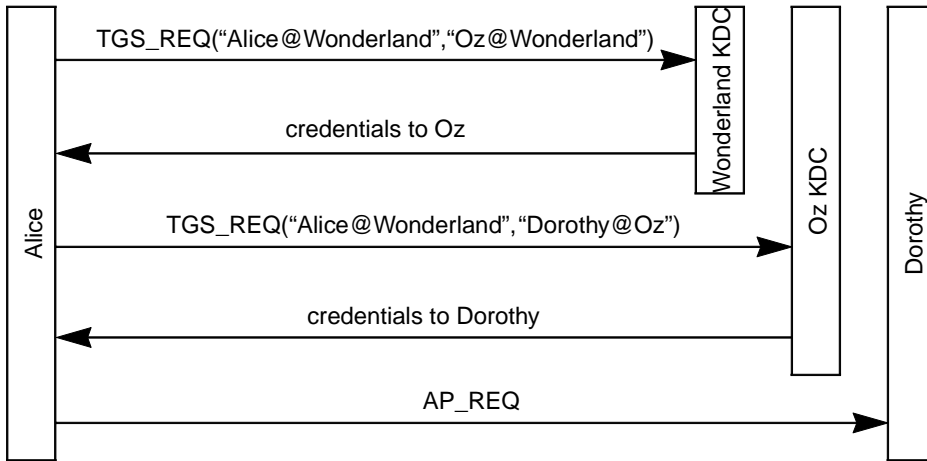 TGS_REQ(“Alice@Wonderland”,“Oz@Wonderland”)
Wonderland KDC
credentials to Oz
Alice
TGS_REQ(“Alice@Wonderland”,“Dorothy@Oz”)
Oz KDC
Dorothy
credentials to Dorothy
AP_REQ